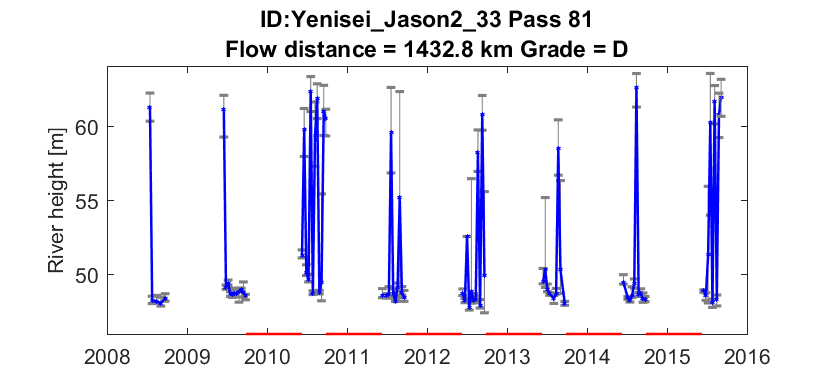 ID:Yenisei_Jason2_33 Pass 81
Flow distance = 1432.8 km Grade = D
River height [m]
60
55
50
2008 2009 2010 2011 2012 2013 2014 2015 2016